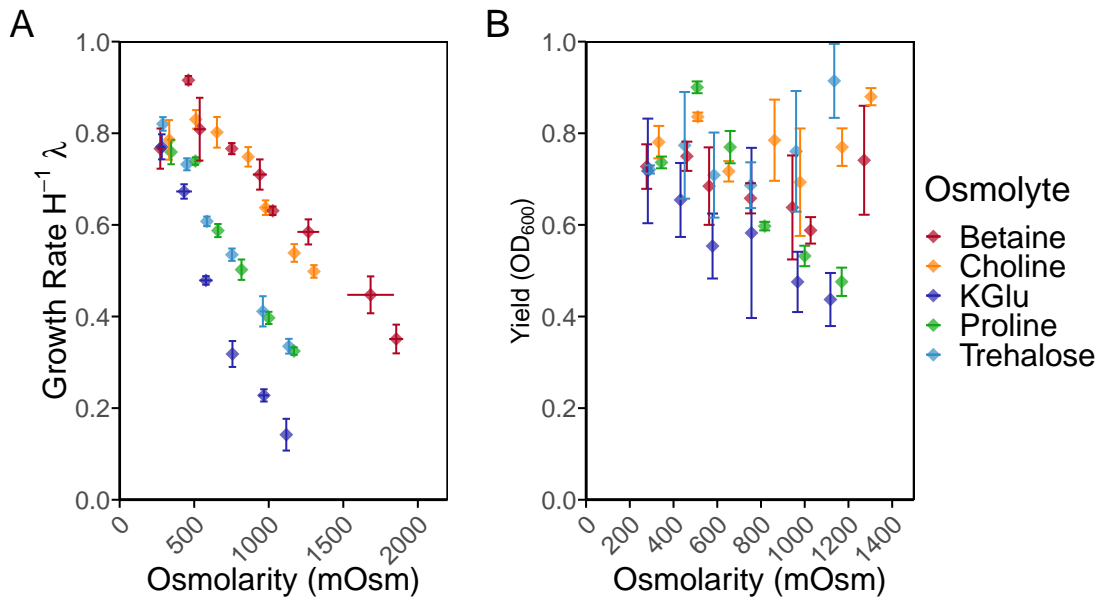 A
B
1.0
0.8
0.6
0.4
0.2
0.0
Growth Rate H⁻¹ λ
0
500
1000
1500
2000
Osmolarity (mOsm)
1.0
0.8
0.6
0.4
0.2
0.0
Yield (OD₆₀₀)
0
200
400
600
800
1000
1200
1400
Osmolarity (mOsm)
Osmolyte
Betaine
Choline
KGlu
Proline
Trehalose